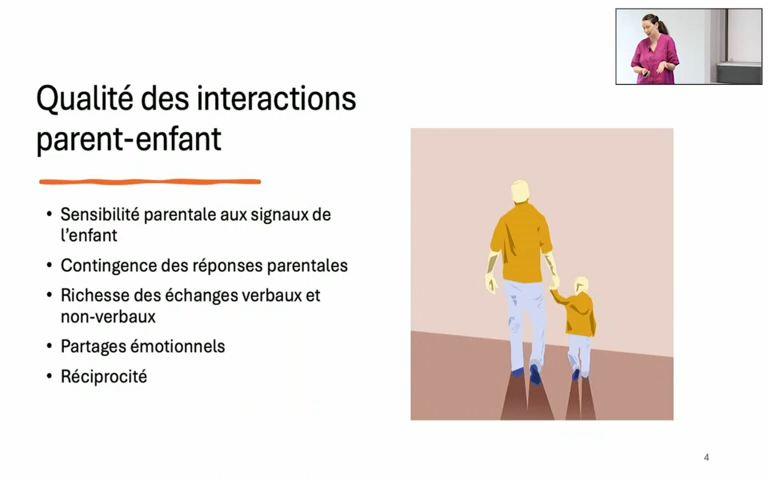 Qualité des interactions
parent-enfant
• Sensibilité parentale aux signaux de
l'enfant
• Contingence des réponses parentales
• Richesse des échanges verbaux et
non-verbaux
• Partages émotionnels
• Réciprocité
4